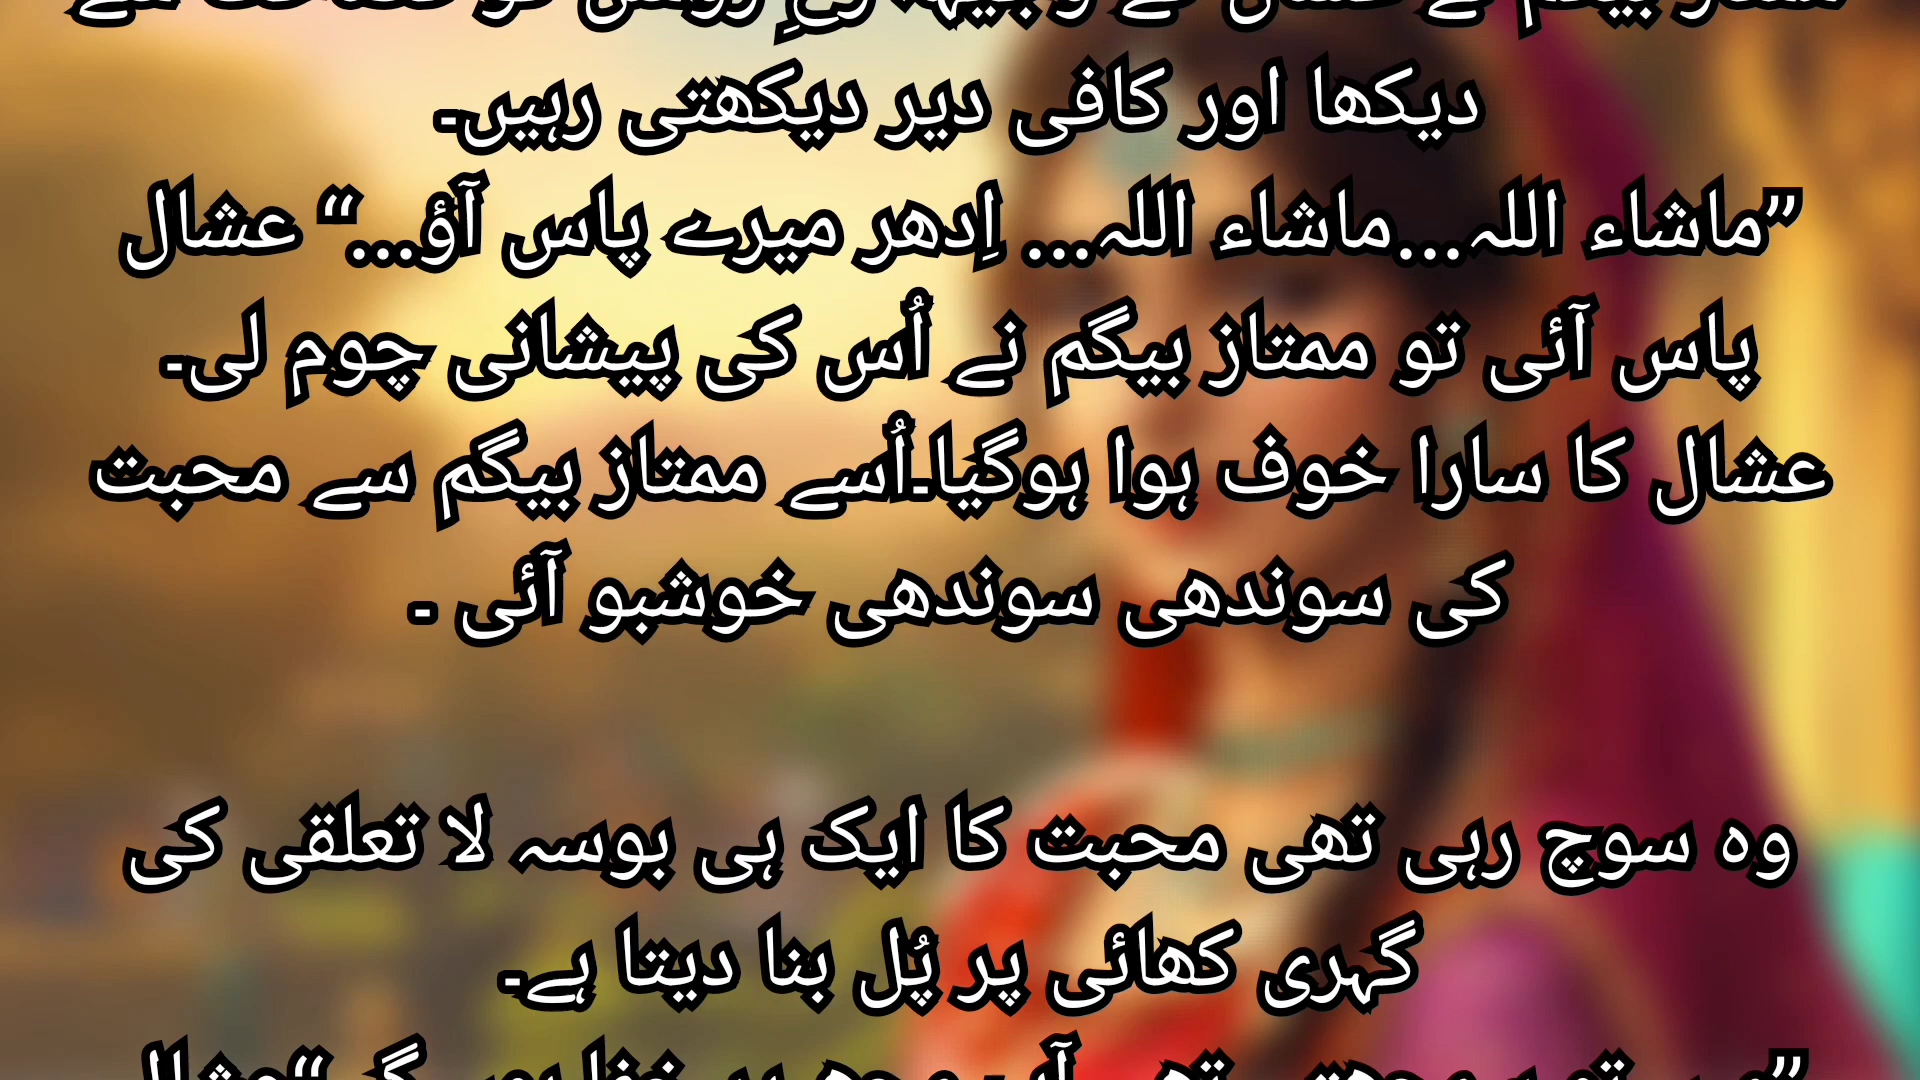 دیکھا اور کافی دیر دیکھتی رہیں۔
”ماشاء اللہ...ماشاء اللہ... اِدھر میرے پاس آؤ...“ عشال
پاس آئی تو ممتاز بیگم نے اُس کی پیشانی چوم لی۔
عشال کا سارا خوف ہوا ہوگیا۔اُسے ممتاز بیگم سے محبت
کی سوندھی سوندھی خوشبو آئی ۔
وہ سوچ رہی تھی محبت کا ایک ہی بوسہ لا تعلقی کی
گہری کھائی پر پُل بنا دیتا ہے۔